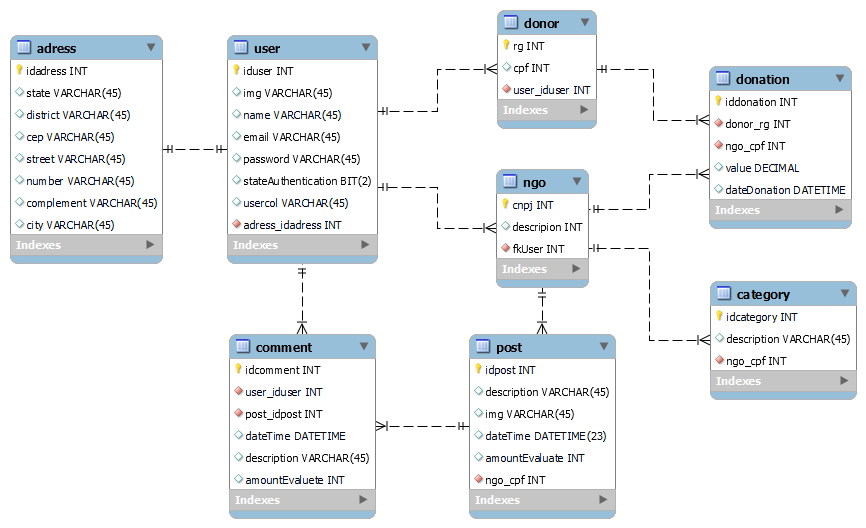 adress
idadress INT
state VARCHAR(45)
district VARCHAR(45)
cep VARCHAR(45)
street VARCHAR(45)
number VARCHAR(45)
complement VARCHAR(45)
city VARCHAR(45)
Indexes
user
iduser INT
img VARCHAR(45)
name VARCHAR(45)
email VARCHAR(45)
password VARCHAR(45)
stateAuthentication BIT(2)
usercol VARCHAR(45)
adress_idadress INT
Indexes
donor
rg INT
cpf INT
user_iduser INT
Indexes
donation
iddonation INT
donor_rg INT
ngo_cpf INT
value DECIMAL
dateDonation DATETIME
Indexes
ngo
cnpj INT
descripion INT
fkUser INT
Indexes
category
idcategory INT
description VARCHAR(45)
ngo_cpf INT
Indexes
comment
idcomment INT
user_iduser INT
post_idpost INT
dateTime DATETIME
description VARCHAR(45)
amountEvaluete INT
Indexes
post
idpost INT
description VARCHAR(45)
img VARCHAR(45)
dateTime DATETIME(23)
amountEvaluate INT
ngo_cpf INT
Indexes